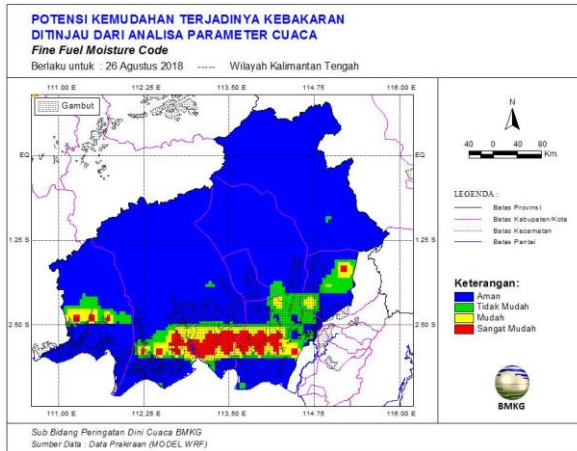 POTENSI KEMUDAHAN TERJADINYA KEBAKARAN
DITINJAU DARI ANALISA PARAMETER CUACA
Fine Fuel Moisture Code
Berlaku untuk : 26 Agustus 2018 ----- Wilayah Kalimantan Tengah
111.00 E 112.25 E 113.50 E 114.75 E 116.00 E
Gambut
EQ EQ
1.25 S 1.25 S
2.50 S 2.50 S
111.00 E 112.25 E 113.50 E 114.75 E 116.00 E
N
40 0 40 80 Km.
LEGENDA :
Batas Provinsi
Batas Kabupaten/Kota
Batas Kecamatan
Batas Pantai
Keterangan:
Aman
Tidak Mudah
Mudah
Sangat Mudah
BMKG
Sub Bidang Peringatan Dini Cuaca BMKG
Sumber Data : Data Prakiraan (MODEL WRF)